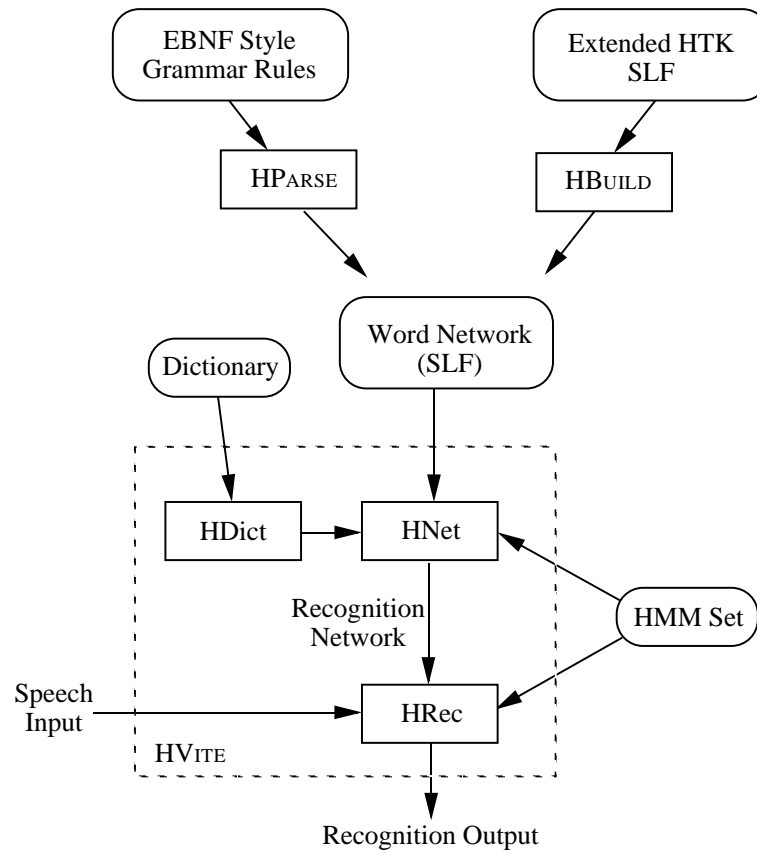 EBNF Style
Grammar Rules
Extended HTK
SLF
HPARSE
HBUILD
Word Network
(SLF)
Dictionary
HDict
HNet
Recognition
Network
HMM Set
Speech
Input
HRec
HVITE
Recognition Output